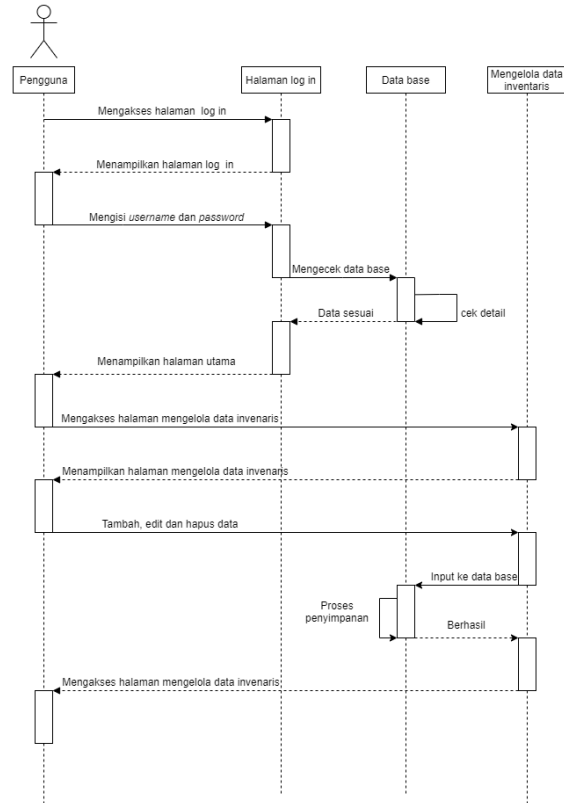 Pengguna
Halaman log in
Data base
Mengelola data
inventaris
Mengakses halaman log in
Menampilkan halaman log in
Mengisi username dan password
Mengecek data base
cek detail
Data sesuai
Menampilkan halaman utama
Mengakses halaman mengelola data invenaris
Menampilkan halaman mengelola data invenaris
Tambah, edit dan hapus data
Input ke data base
Proses
penyimpanan
Berhasil
Mengakses halaman mengelola data invenaris